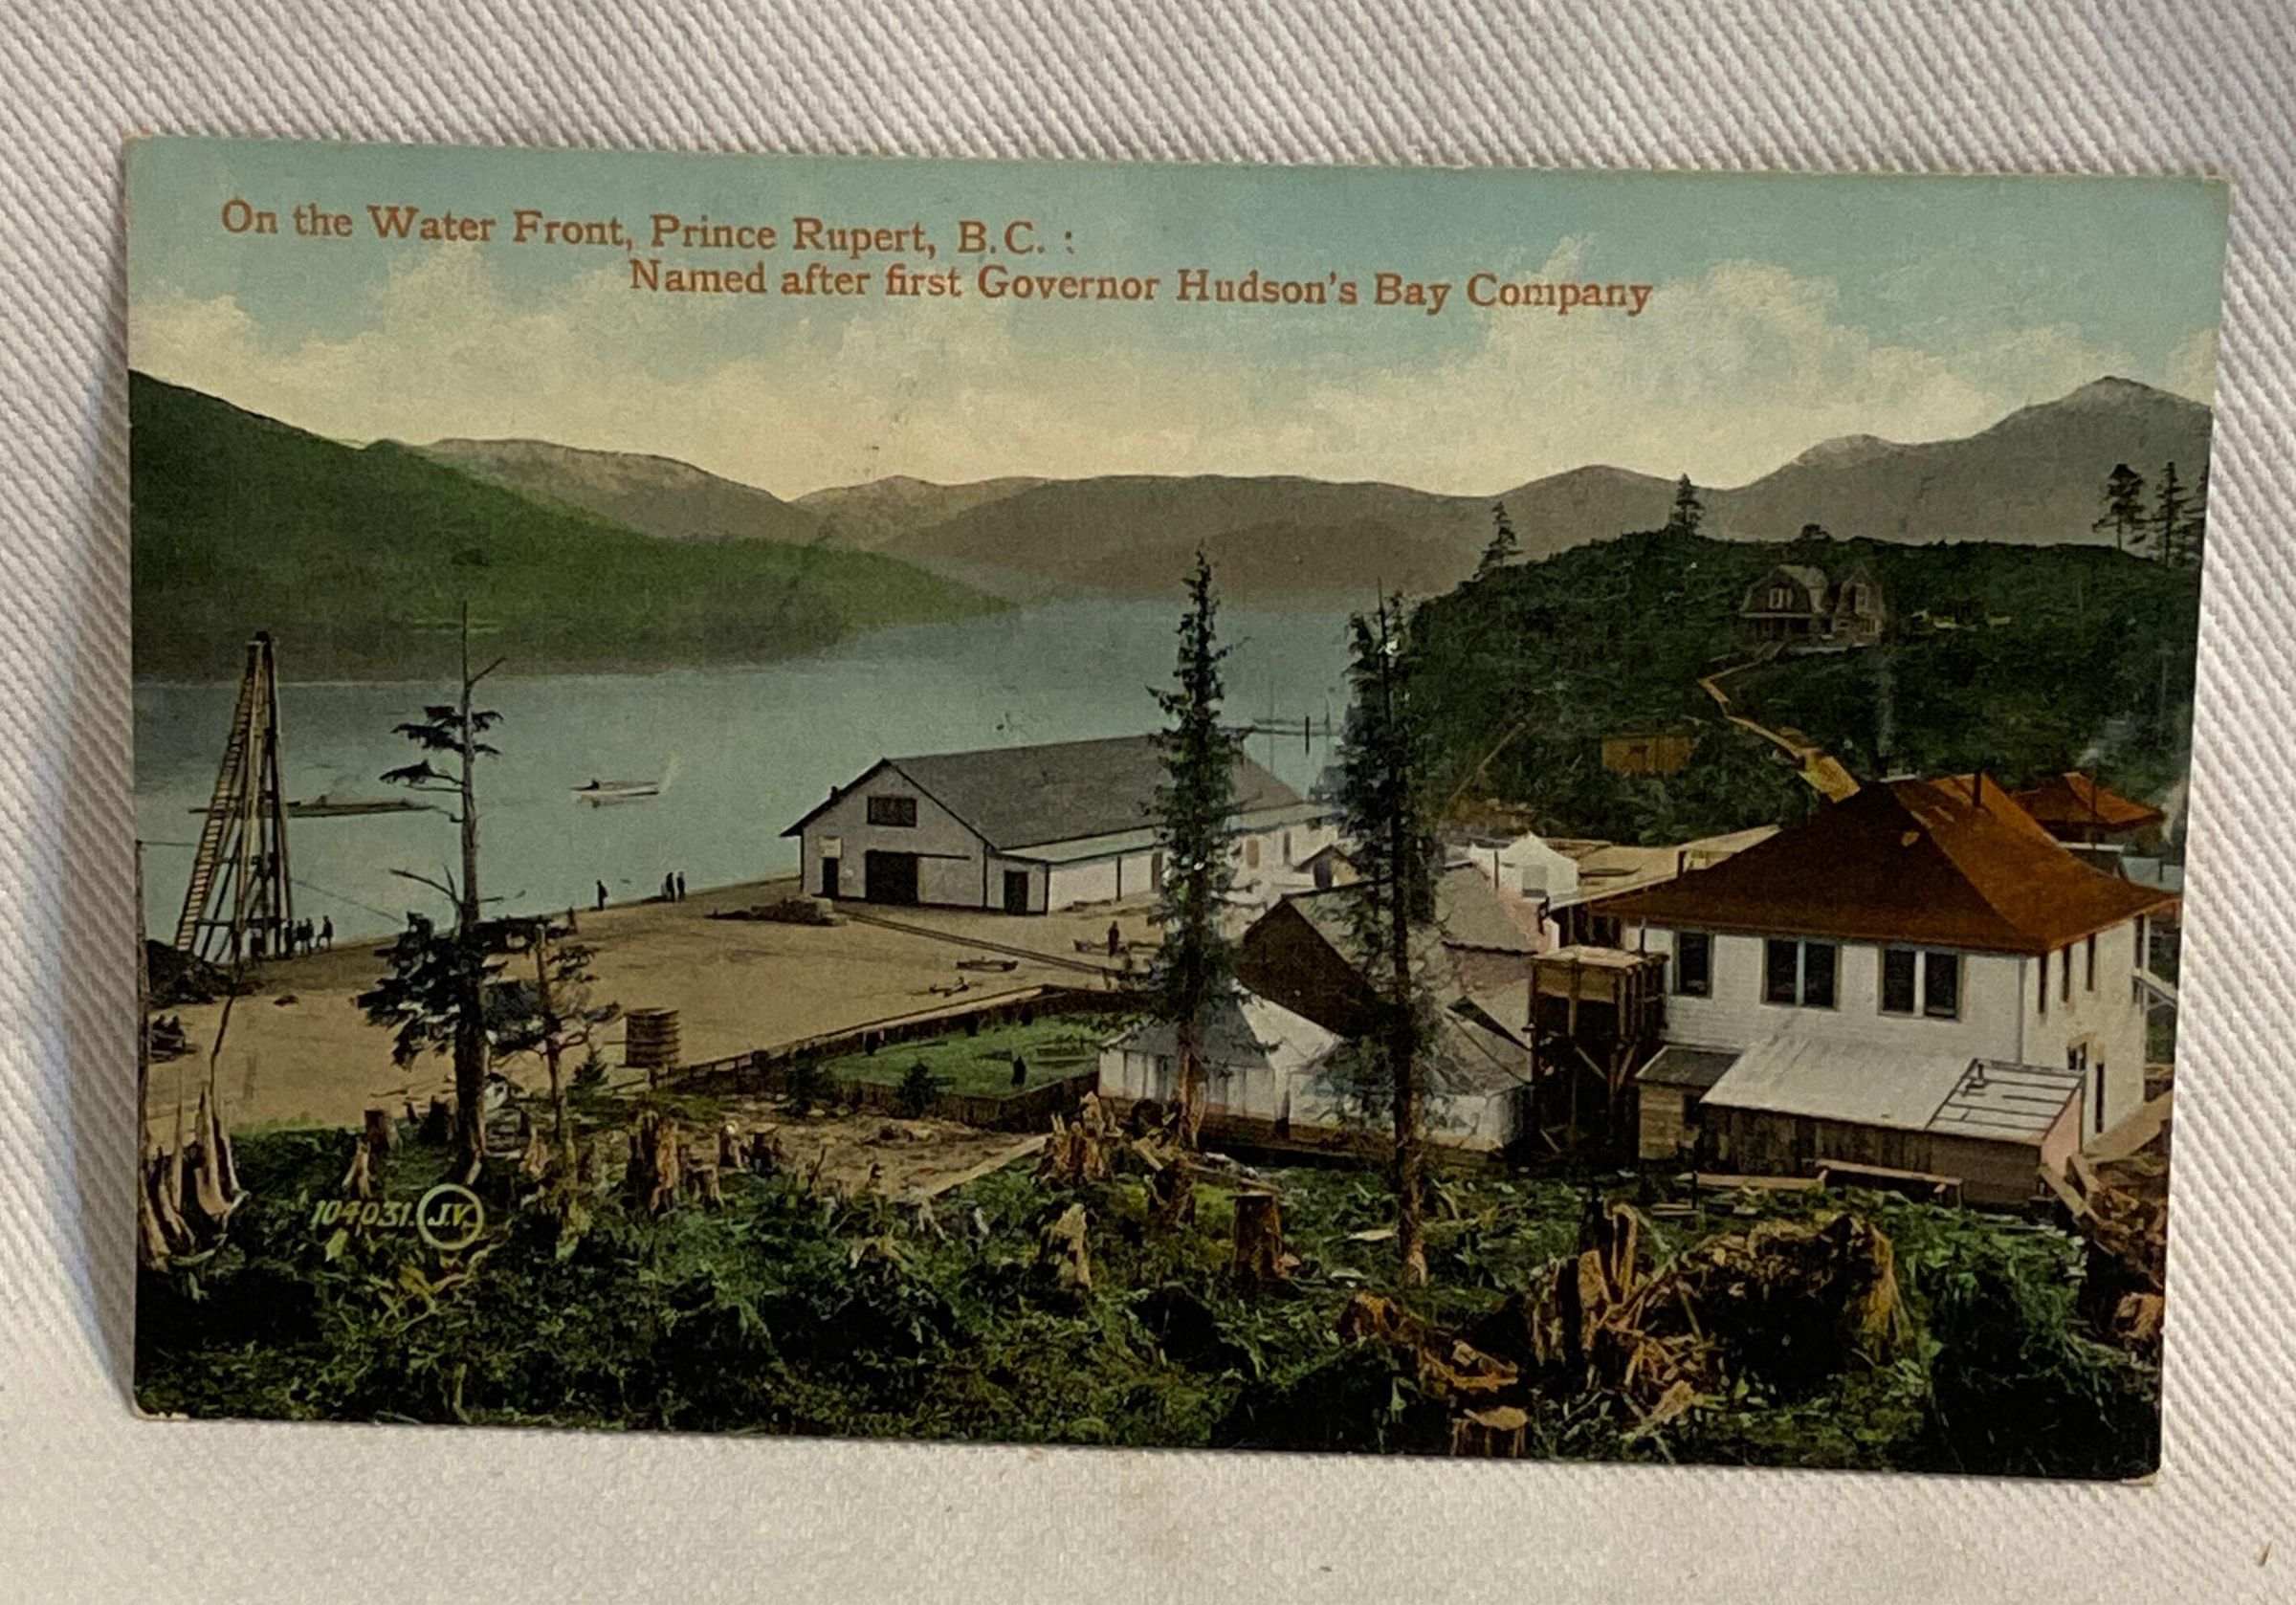 On the Water Front, Prince Rupert, B.C. :
Named after first Governor Hudson's Bay Company
104031. J.V.